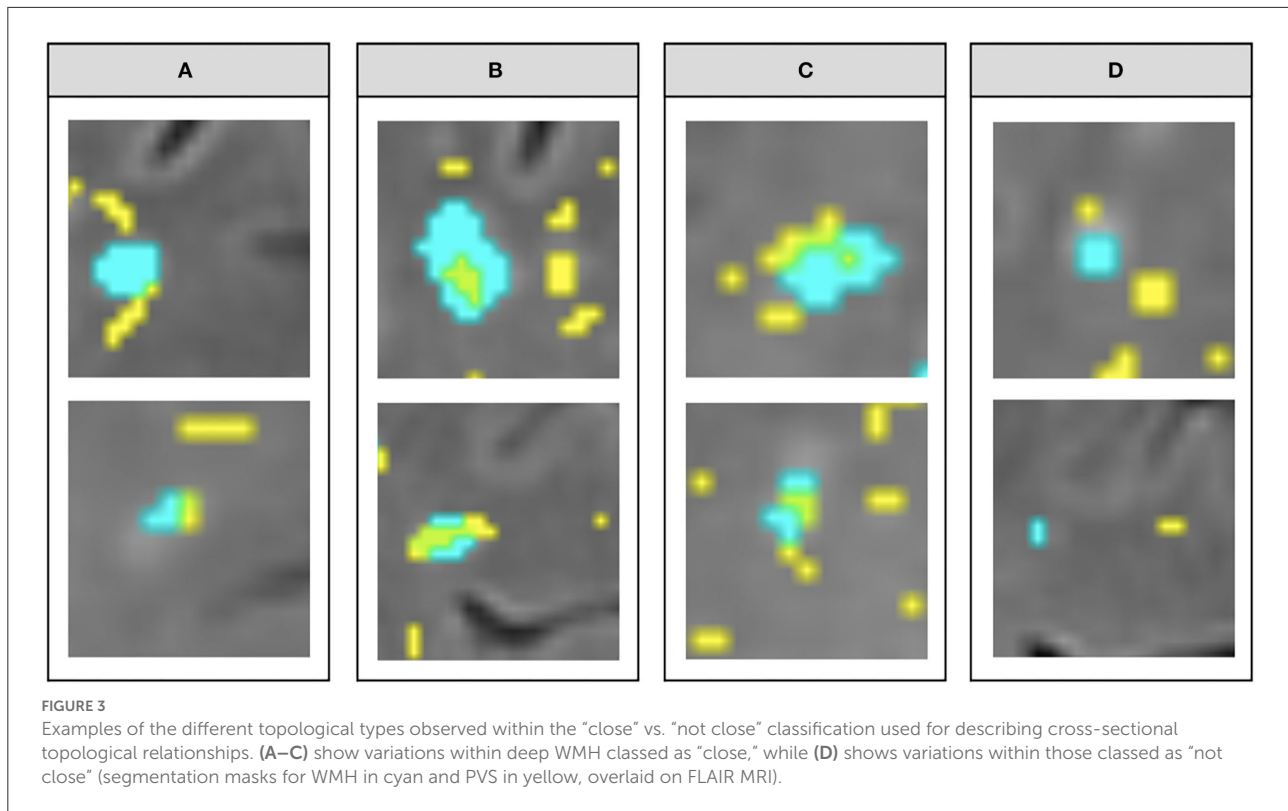 A
B
C
D
FIGURE 3
Examples of the different topological types observed within the “close” vs. “not close” classification used for describing cross-sectional
topological relationships. (A–C) show variations within deep WMH classed as “close,” while (D) shows variations within those classed as “not
close” (segmentation masks for WMH in cyan and PVS in yellow, overlaid on FLAIR MRI).